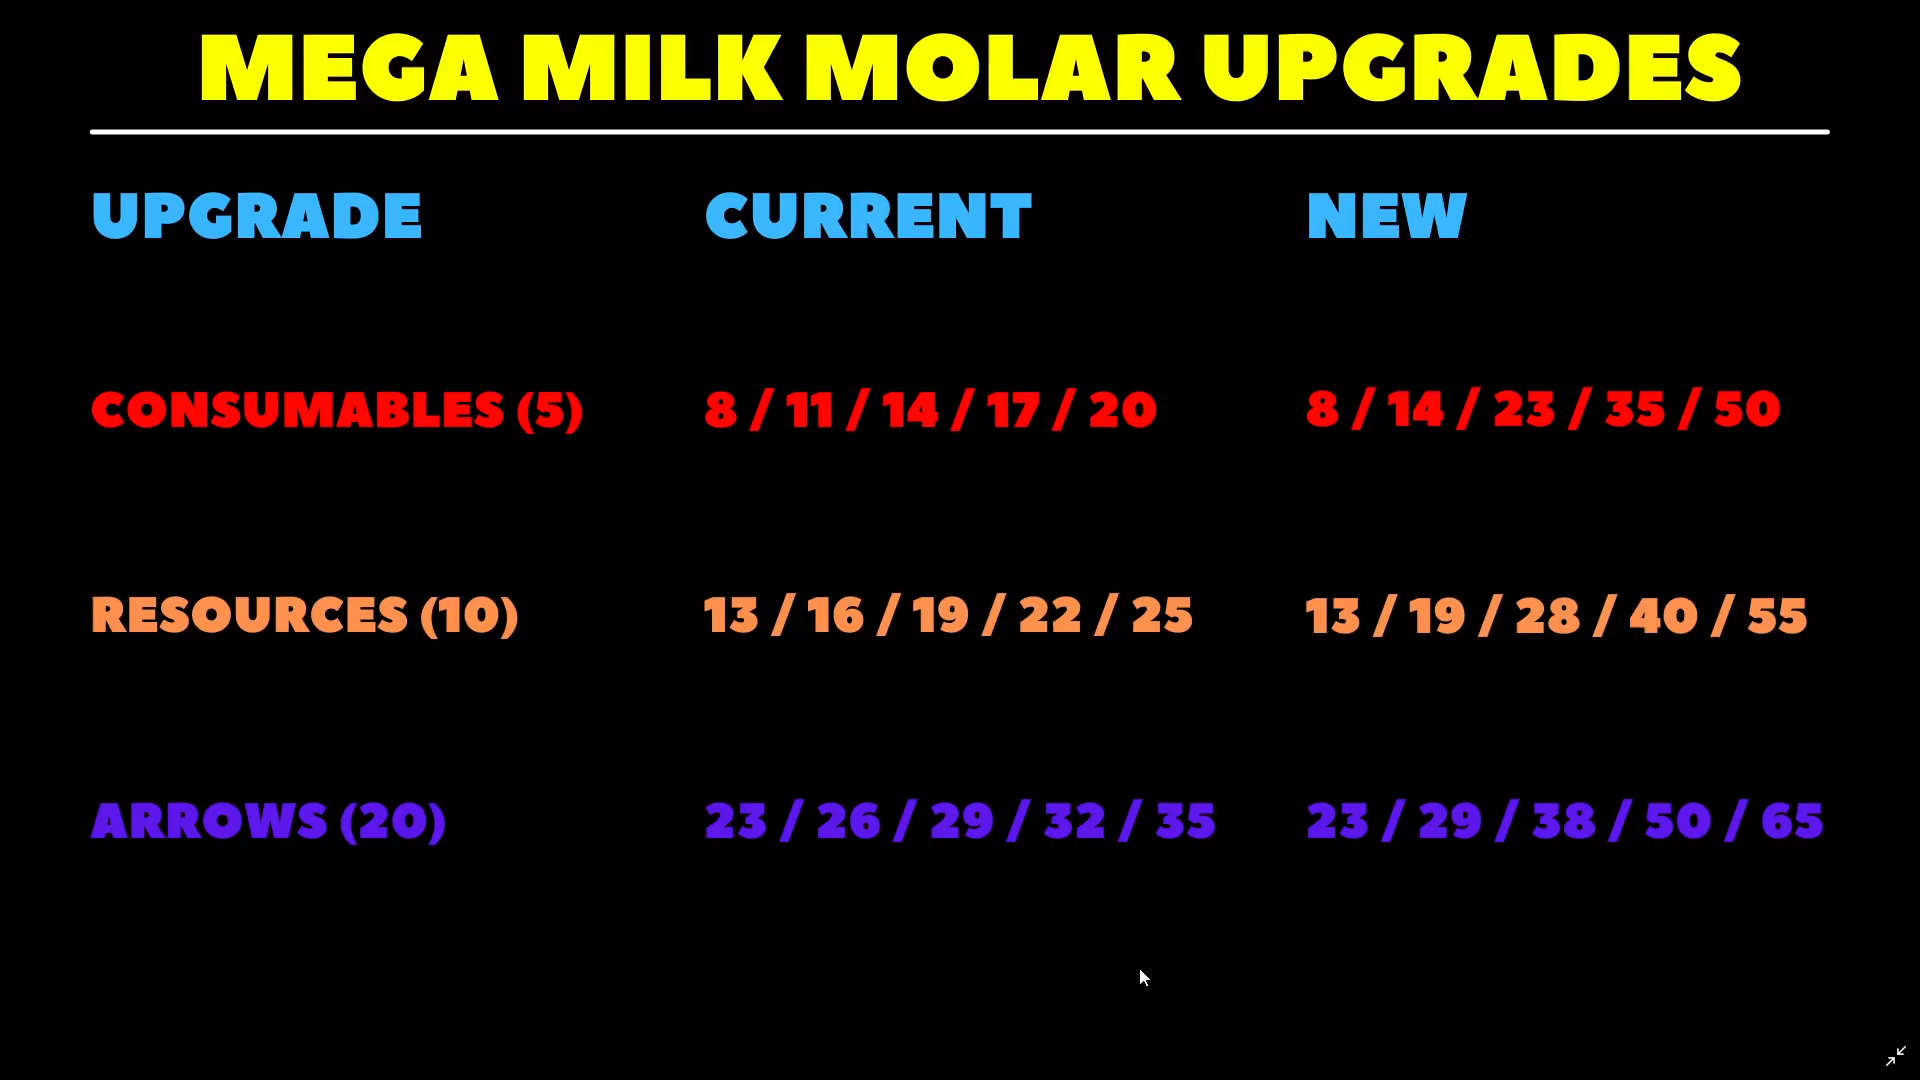 MEGA MILK MOLAR UPGRADES
UPGRADE CURRENT NEW
CONSUMABLES (5) 8 / 11 / 14 / 17 / 20 8 / 14 / 23 / 35 / 50
RESOURCES (10) 13 / 16 / 19 / 22 / 25 13 / 19 / 28 / 40 / 55
ARROWS (20) 23 / 26 / 29 / 32 / 35 23 / 29 / 38 / 50 / 65